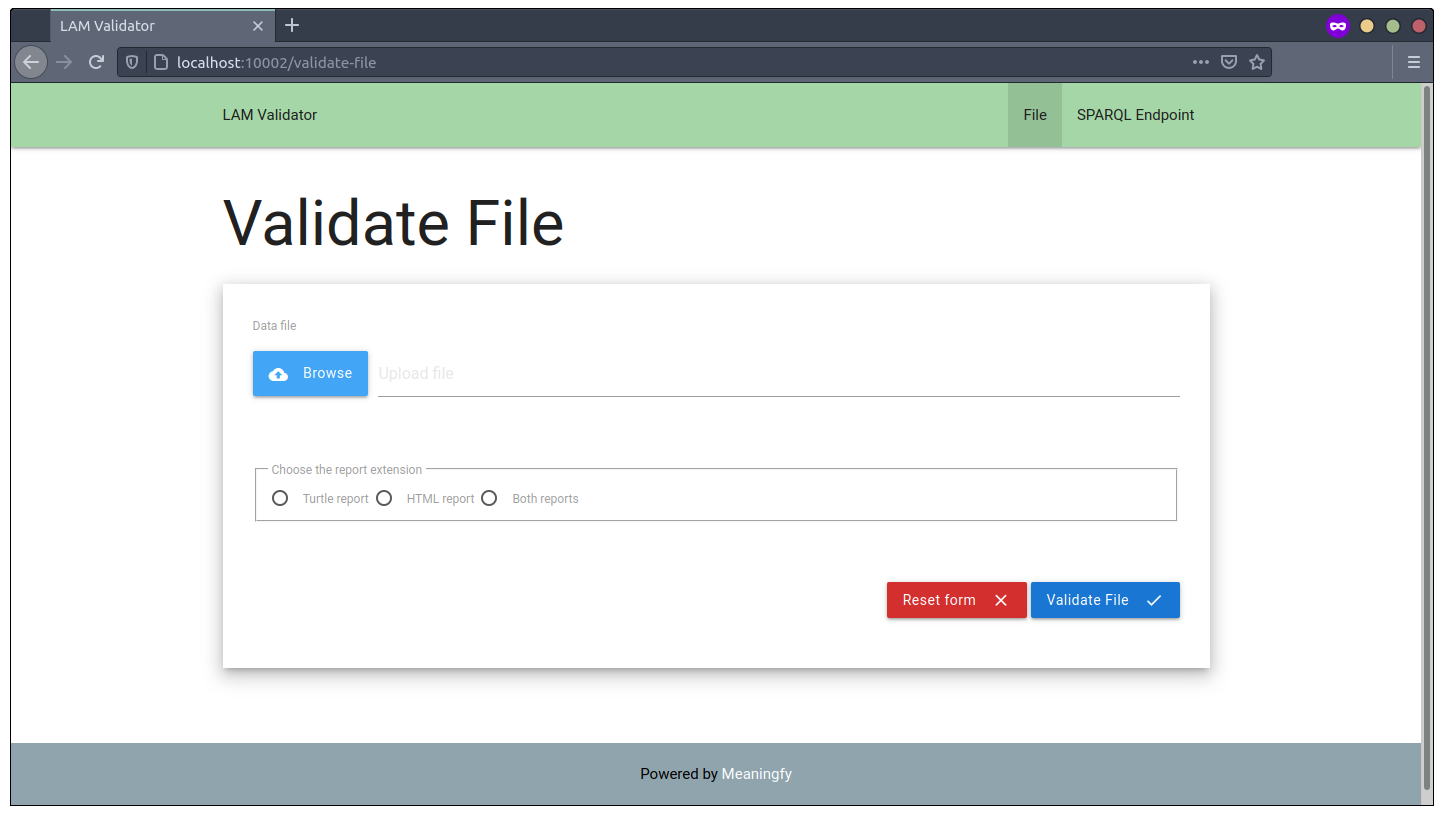 LAM Validator
localhost:10002/validate-file
LAM Validator File SPARQL Endpoint
Validate File
Data file
Browse Upload file
Choose the report extension
Turtle report HTML report Both reports
Reset form Validate File
Powered by Meaningfy